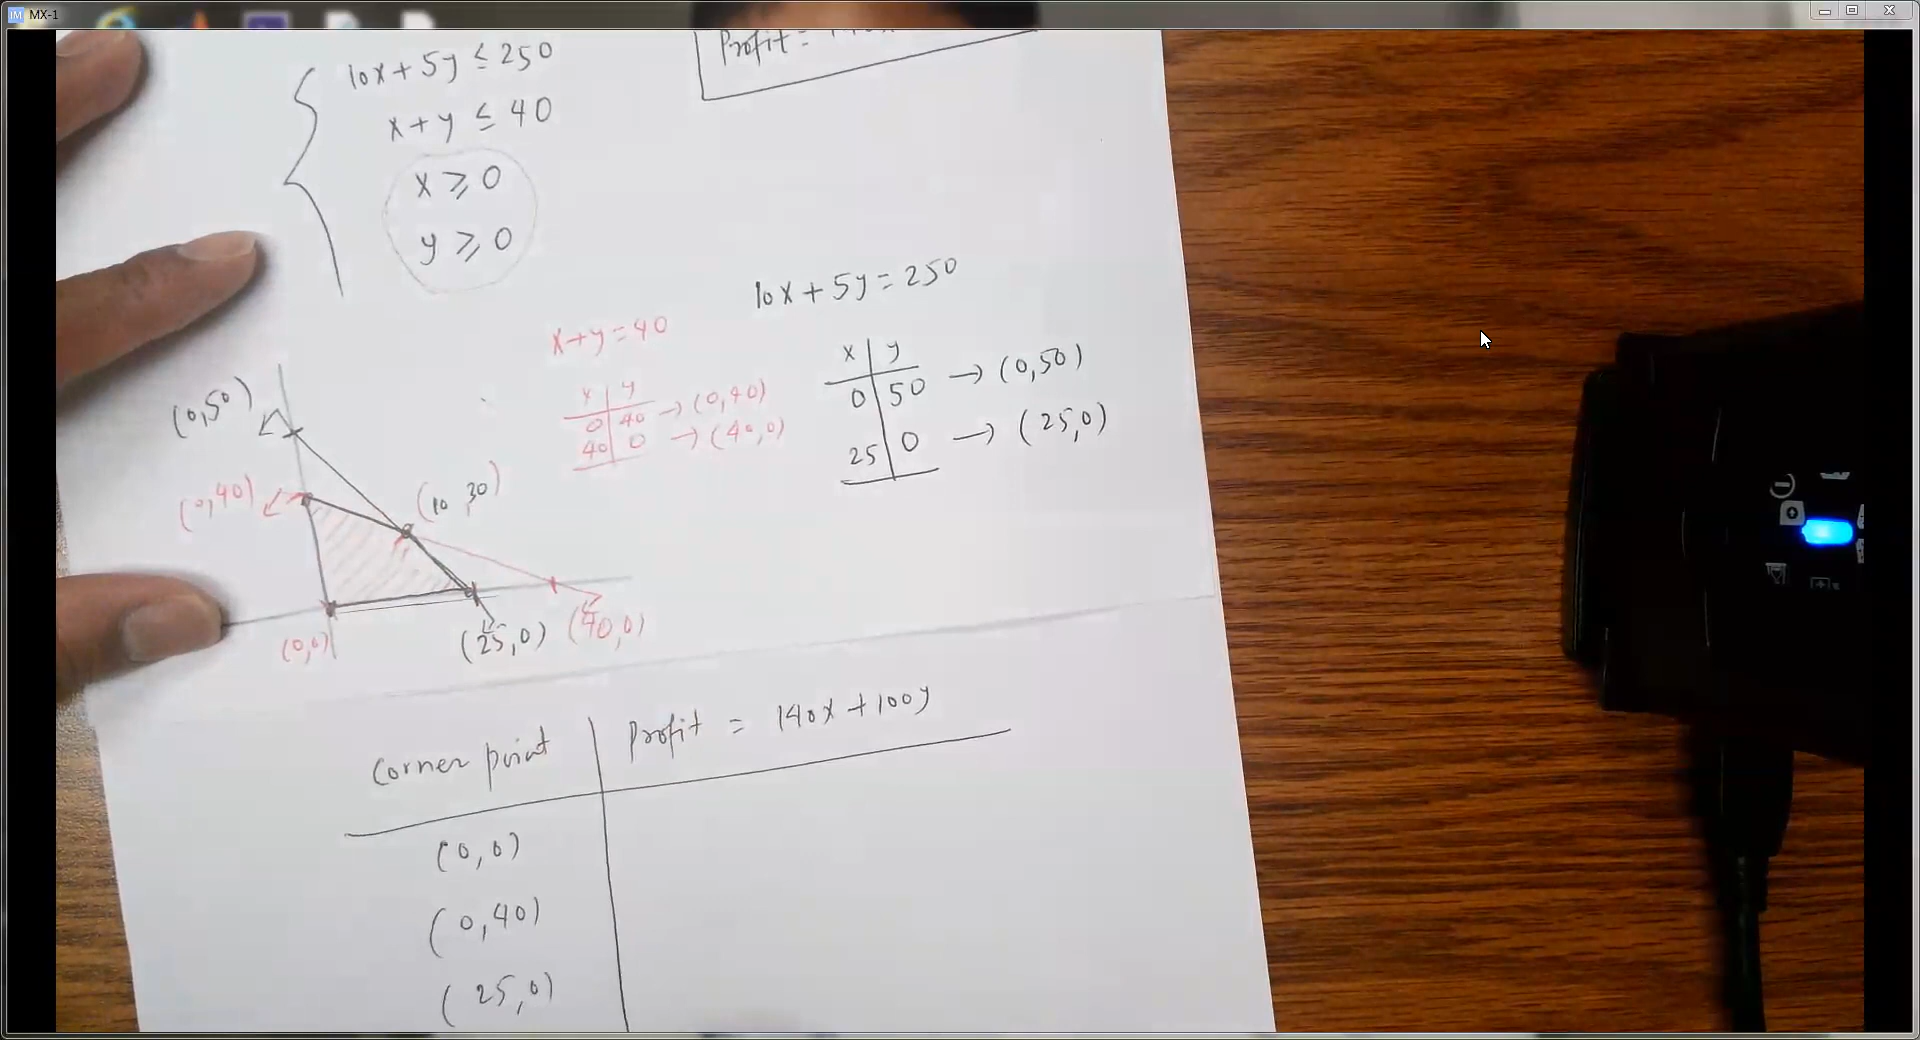 MX-1
Profit =
10x + 5y ≤ 250
x + y ≤ 40
x ≥ 0
y ≥ 0
10x + 5y = 250
x y
0 50 → (0,50)
25 0 → (25,0)
x + y = 40
x y
0 40 → (0,40)
40 0 → (40,0)
(0,50)
(0,40)
(10,30)
(0,0)
(25,0)
(40,0)
Corner point Profit = 140x + 100y
(0,0)
(0,40)
(25,0)